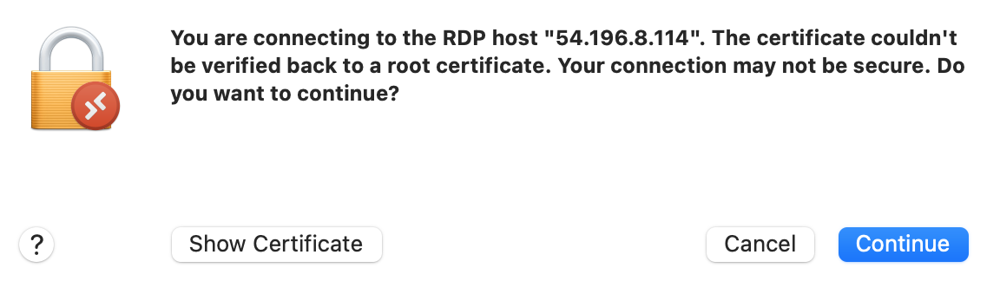 You are connecting to the RDP host "54.196.8.114". The certificate couldn't
be verified back to a root certificate. Your connection may not be secure. Do
you want to continue?
?
Show Certificate
Cancel
Continue